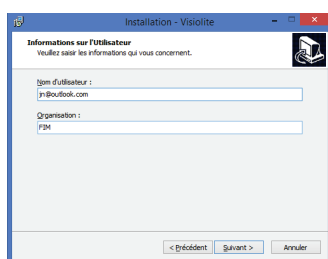 Installation - Visiolite
Informations sur l'Utilisateur
Veuillez saisir les informations qui vous concernent.
Nom d'utilisateur :
jn@outlook.com
Organisation :
FIM
< Précédent Suivant > Annuler